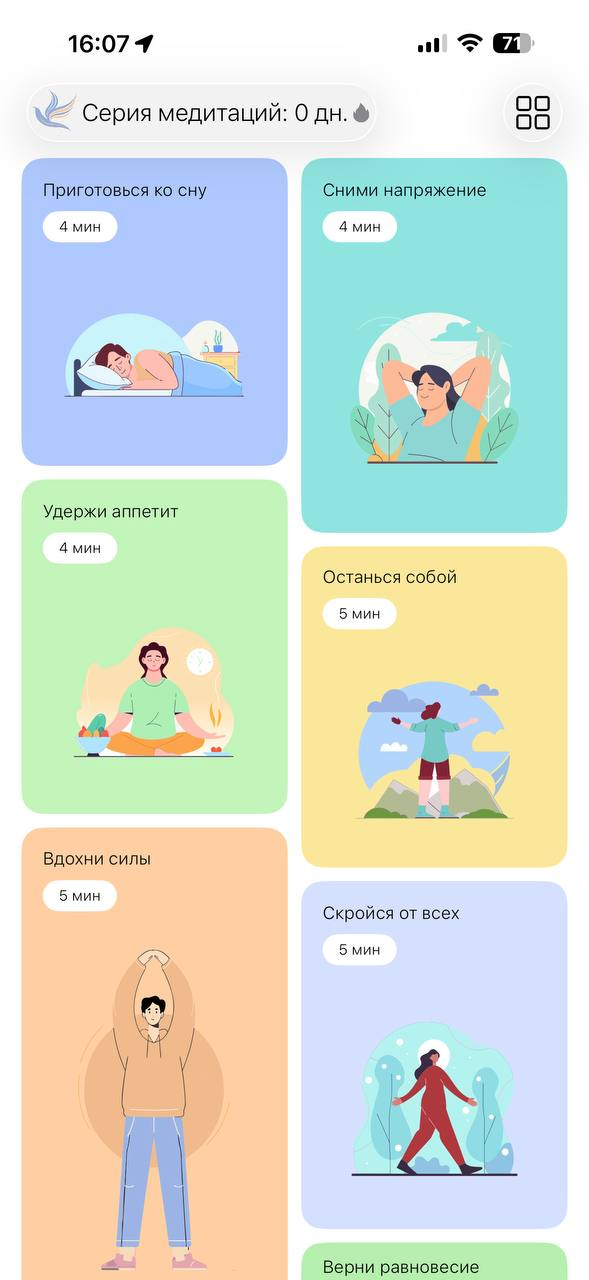 16:07
71
Серия медитаций: 0 дн.
Приготовься ко сну
4 мин
Сними напряжение
4 мин
Удержи аппетит
4 мин
Останься собой
5 мин
Вдохни силы
5 мин
Скройся от всех
5 мин
Верни равновесие